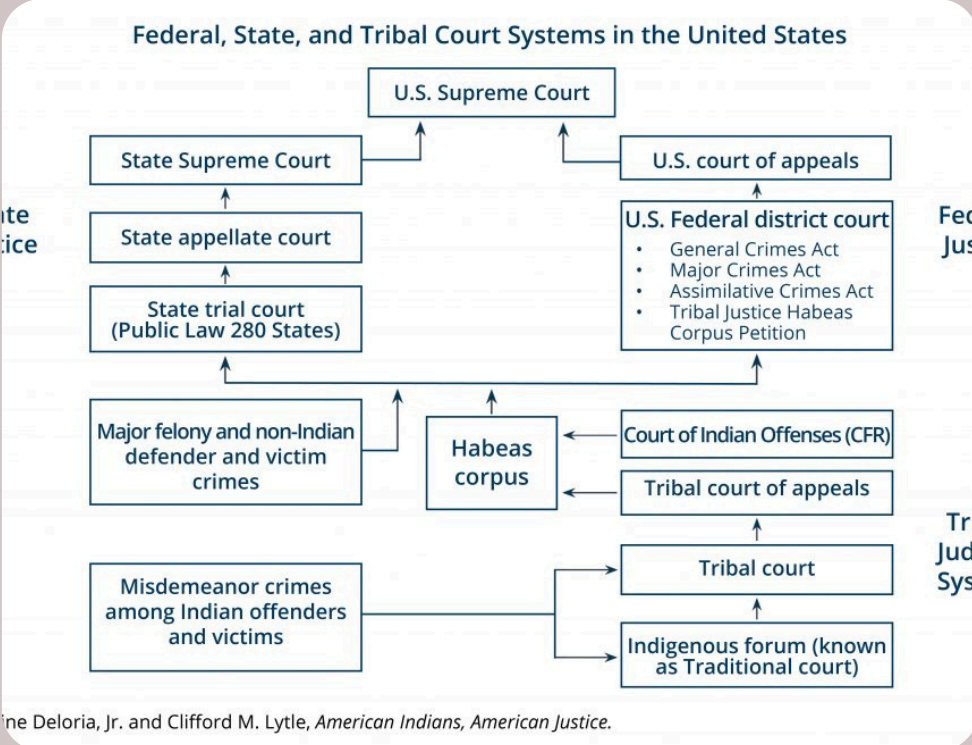 Federal, State, and Tribal Court Systems in the United States
U.S. Supreme Court
State Supreme Court
U.S. court of appeals
State appellate court
U.S. Federal district court
• General Crimes Act
• Major Crimes Act
• Assimilative Crimes Act
• Tribal Justice Habeas
Corpus Petition
State trial court
(Public Law 280 States)
Major felony and non-Indian
defender and victim
crimes
Habeas
corpus
Court of Indian Offenses (CFR)
Tribal court of appeals
Tribal court
Misdemeanor crimes
among Indian offenders
and victims
Indigenous forum (known
as Traditional court)
Deloria, Jr. and Clifford M. Lytle, American Indians, American Justice.